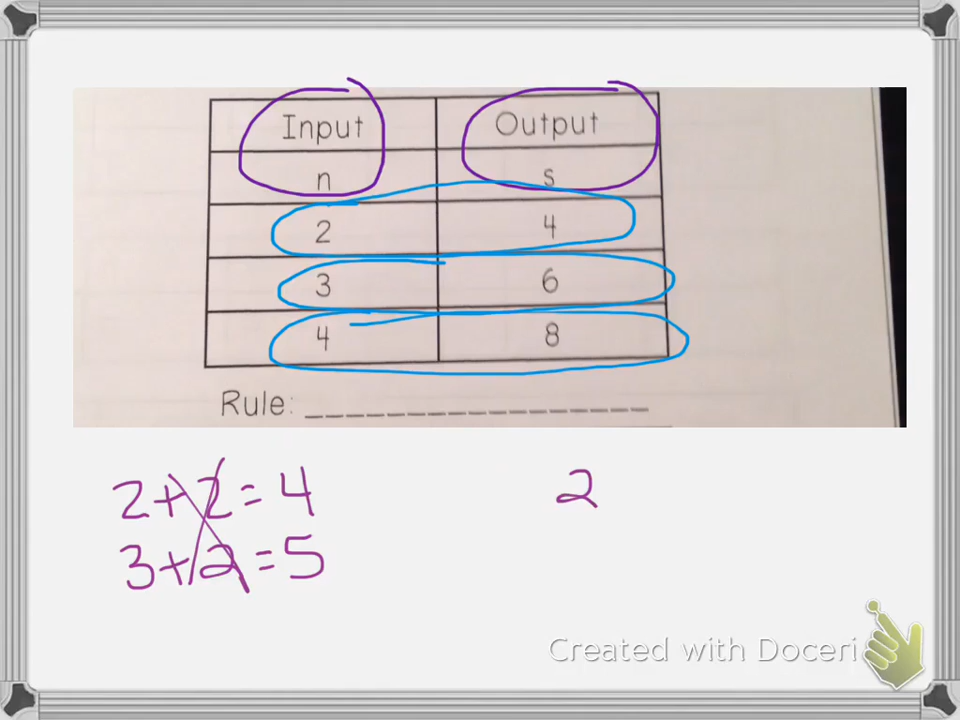 Input Output
n s
2 4
3 6
4 8
Rule: _ _ _ _ _ _ _ _ _ _ _ _ _ _ _ _ _
2+2=4 2
3+2=5
Created with Doceri